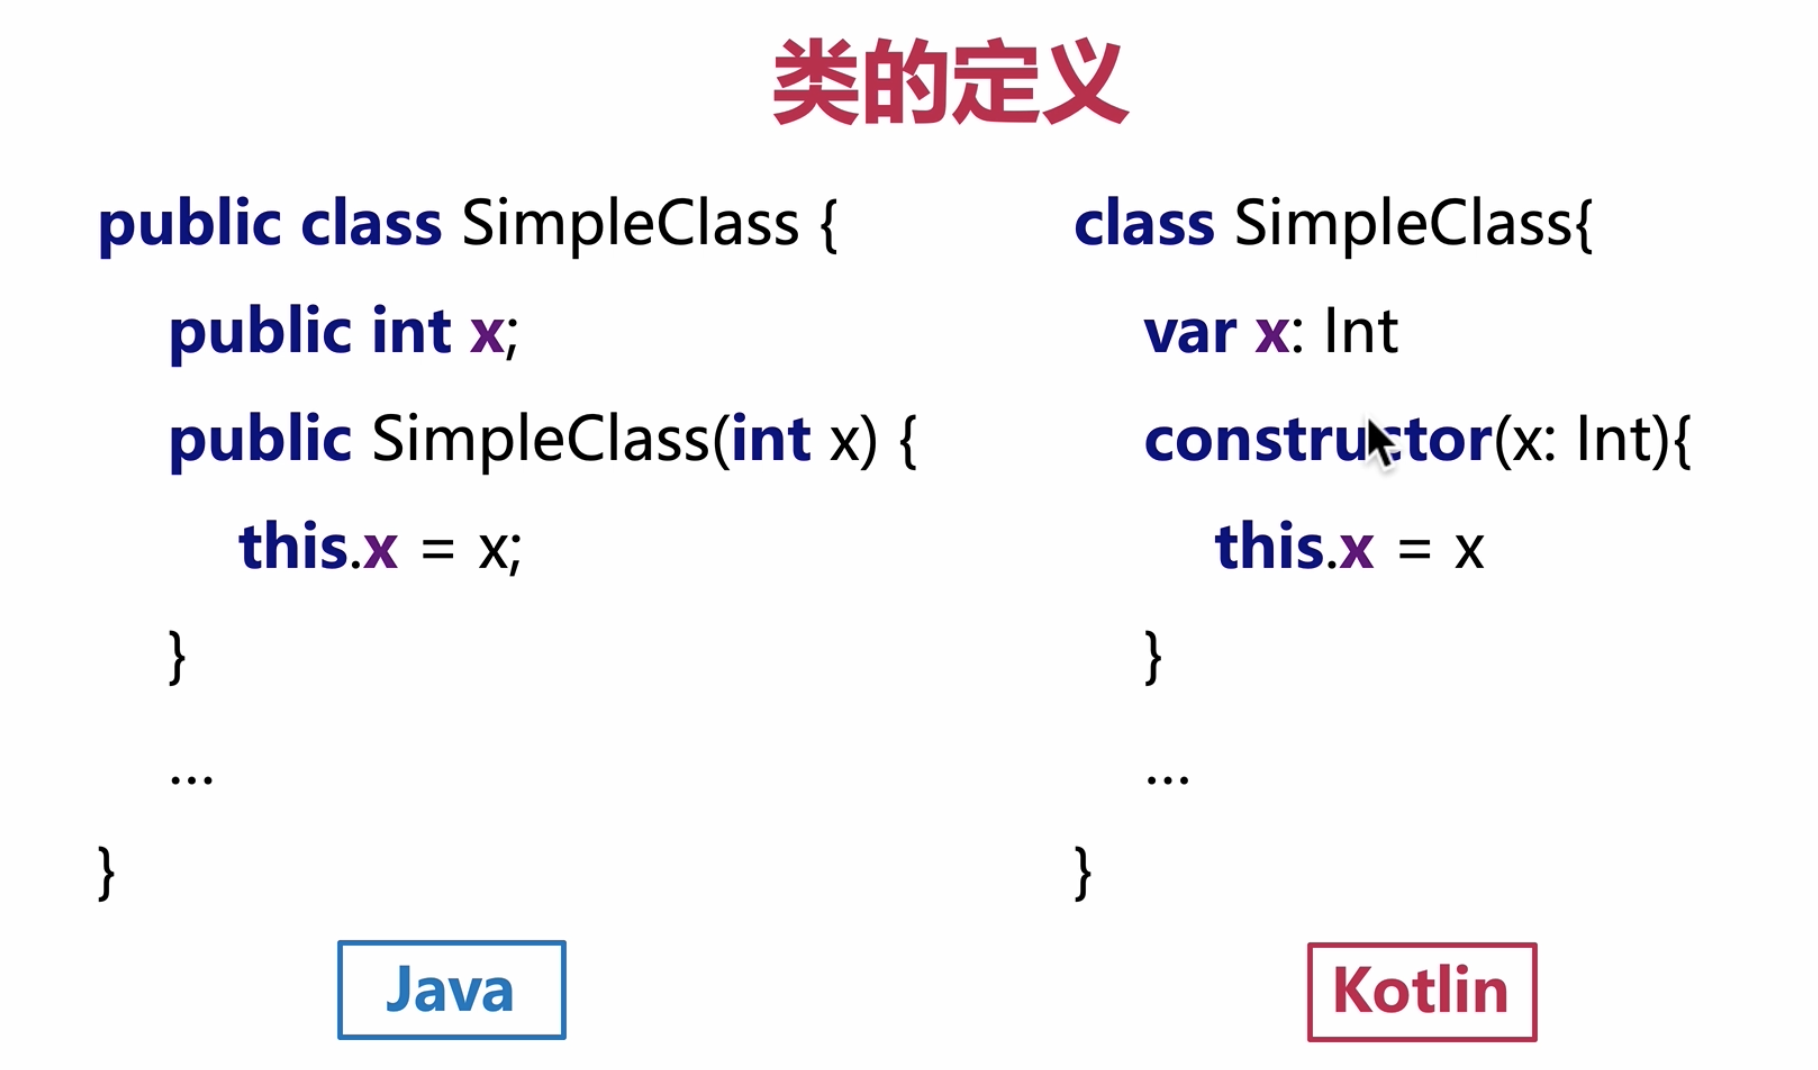 类的定义
public class SimpleClass {
public int x;
public SimpleClass(int x) {
this.x = x;
}
...
}
Java
class SimpleClass{
var x: Int
constructor(x: Int){
this.x = x
}
...
}
Kotlin